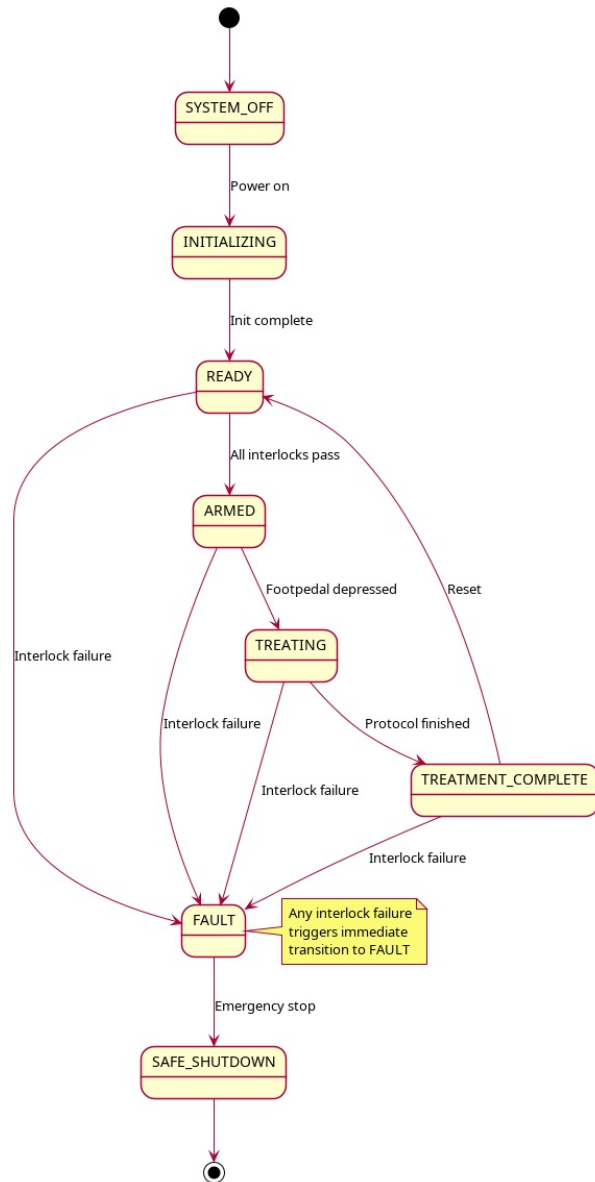 SYSTEM_OFF
Power on
INITIALIZING
Init complete
READY
All interlocks pass
ARMED
Footpedal depressed
Reset
TREATING
Interlock failure
Interlock failure
Protocol finished
TREATMENT_COMPLETE
Interlock failure
Interlock failure
FAULT
Any interlock failure
triggers immediate
transition to FAULT
Emergency stop
SAFE_SHUTDOWN